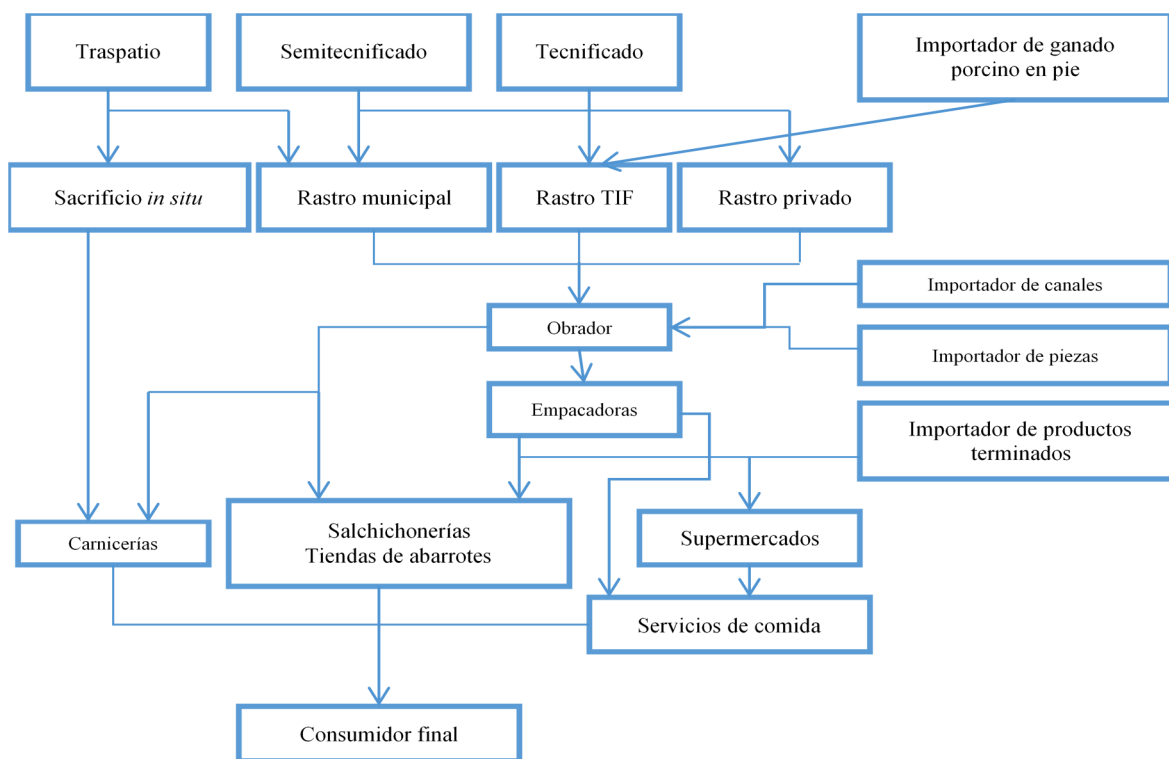 Traspatio
Semitecnificado
Tecnificado
Importador de ganado
porcino en pie
Sacrificio in situ
Rastro municipal
Rastro TIF
Rastro privado
Importador de canales
Obrador
Importador de piezas
Empacadoras
Importador de productos
terminados
Salchichonerías
Tiendas de abarrotes
Carnicerías
Supermercados
Servicios de comida
Consumidor final